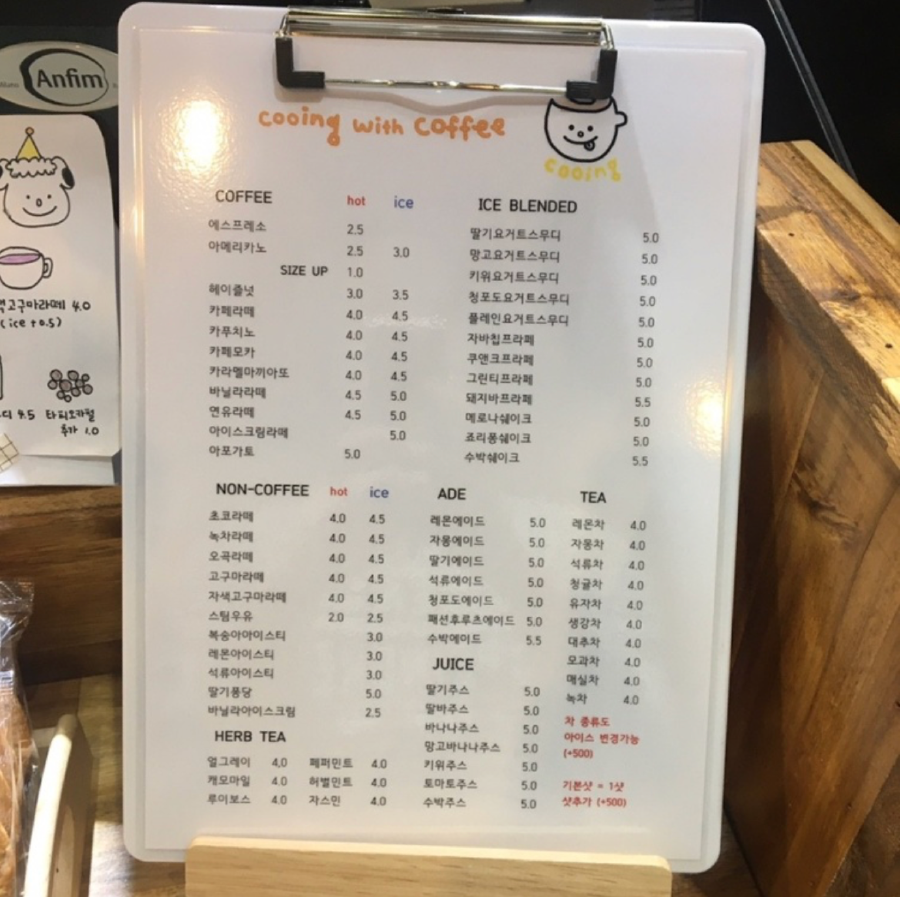 Anfim
cooing with coffee
cooing
COFFEE hot ice
에스프레소 2.5
아메리카노 2.5 3.0
SIZE UP 1.0
헤이즐넛 3.0 3.5
카페라떼 4.0 4.5
카푸치노 4.0 4.5
카페모카 4.0 4.5
카라멜마끼아또 4.0 4.5
바닐라라떼 4.5 5.0
연유라떼 4.5 5.0
아이스크림라떼 5.0
아포가토 5.0
ICE BLENDED
딸기요거트스무디 5.0
망고요거트스무디 5.0
키위요거트스무디 5.0
청포도요거트스무디 5.0
플레인요거트스무디 5.0
자바칩프라페 5.0
쿠앤크프라페 5.0
그린티프라페 5.0
돼지바프라페 5.5
메로나쉐이크 5.0
죠리퐁쉐이크 5.0
수박쉐이크 5.5
NON-COFFEE hot ice
초코라떼 4.0 4.5
녹차라떼 4.0 4.5
오곡라떼 4.0 4.5
고구마라떼 4.0 4.5
자색고구마라떼 4.0 4.5
스팀우유 2.0 2.5
복숭아아이스티 3.0
레몬아이스티 3.0
석류아이스티 3.0
딸기퐁당 5.0
바닐라아이스크림 2.5
HERB TEA
얼그레이 4.0 페퍼민트 4.0
캐모마일 4.0 허벌민트 4.0
루이보스 4.0 자스민 4.0
ADE
레몬에이드 5.0
자몽에이드 5.0
딸기에이드 5.0
석류에이드 5.0
청포도에이드 5.0
패션후루츠에이드 5.0
수박에이드 5.5
JUICE
딸기주스 5.0
딸바주스 5.0
바나나주스 5.0
망고바나나주스 5.0
키위주스 5.0
토마토주스 5.0
수박주스 5.0
TEA
레몬차 4.0
자몽차 4.0
석류차 4.0
청귤차 4.0
유자차 4.0
생강차 4.0
대추차 4.0
모과차 4.0
매실차 4.0
녹차 4.0
차 종류도
아이스 변경가능
(+500)
기본샷 = 1샷
샷추가 (+500)
고구마라떼 4.0
(ice +0.5)
4.5 타피오카펄
추가 1.0